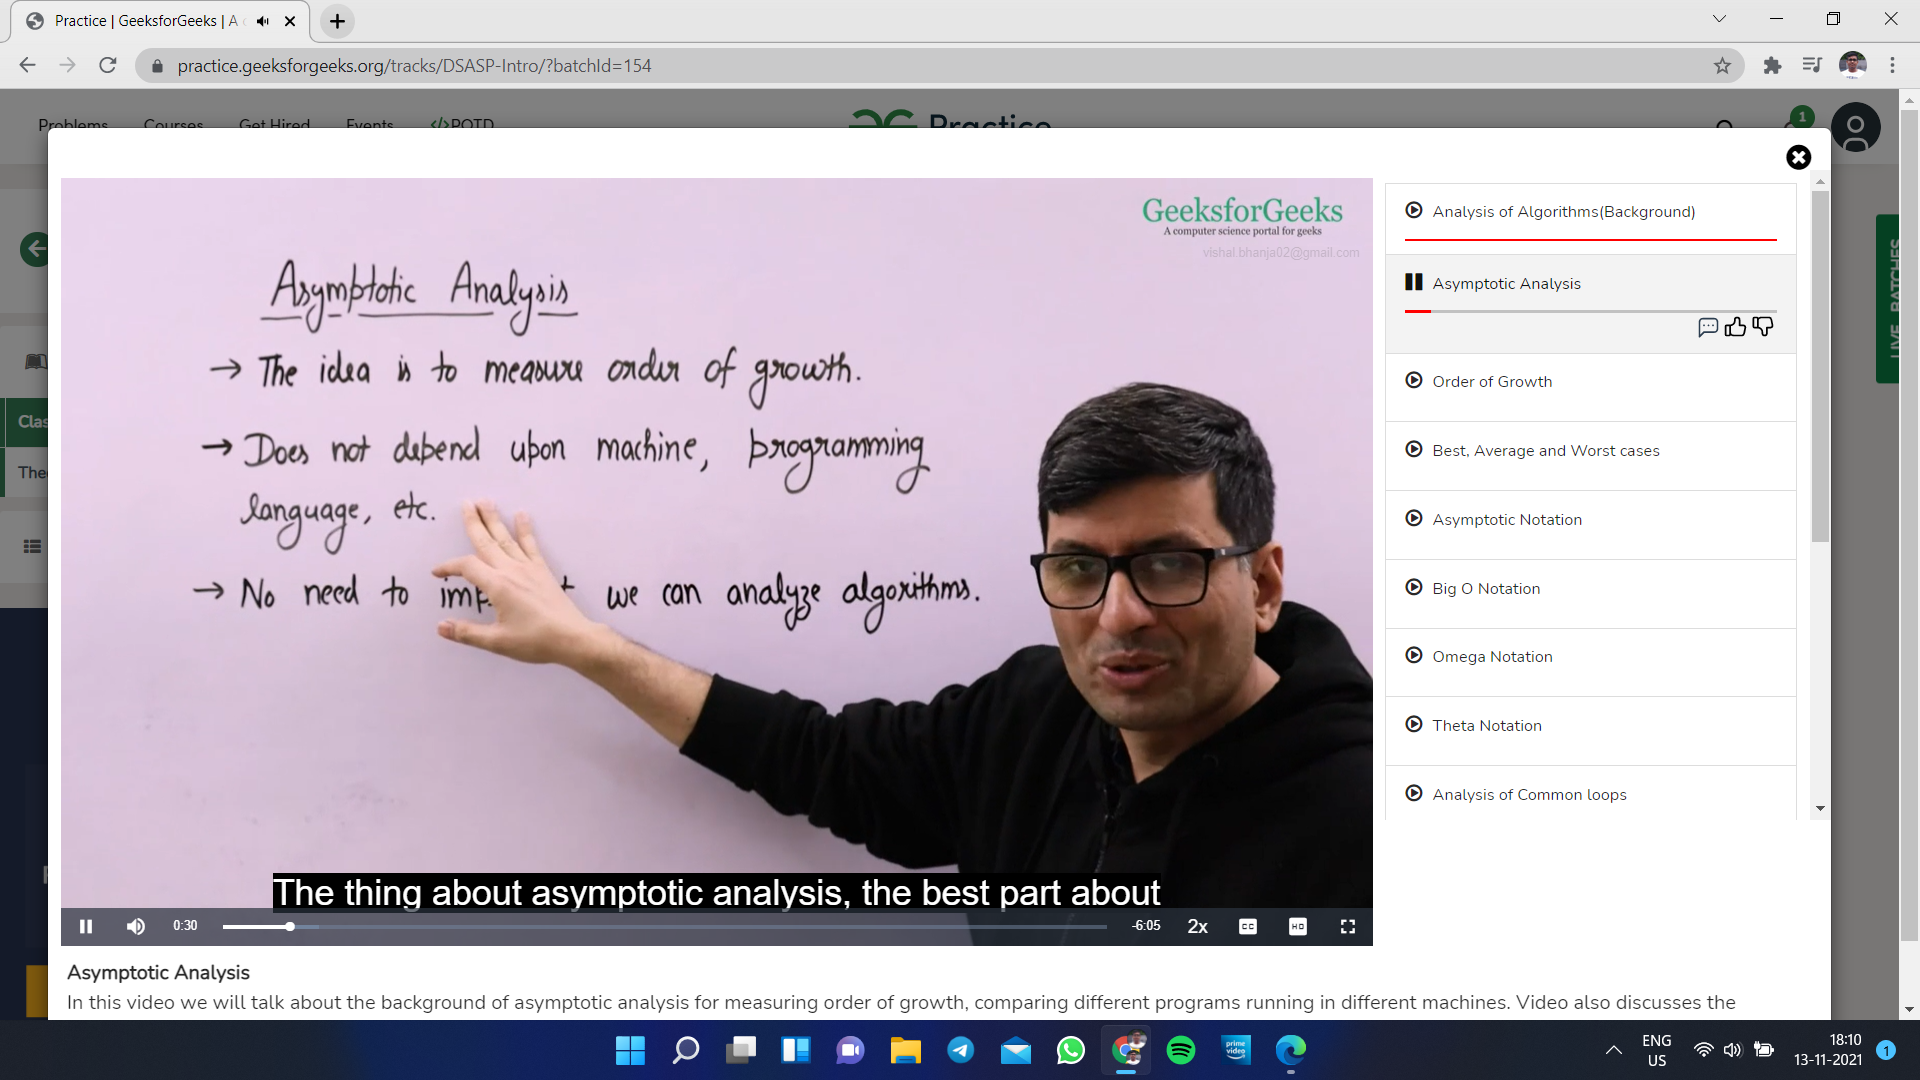 Practice | GeeksforGeeks | A
practice.geeksforgeeks.org/tracks/DSASP-Intro/?batchId=154
Problems Courses Get Hired Events </>POTD Practice 1
GeeksforGeeks
A computer science portal for geeks
vishal.bhanja02@gmail.com
Asymptotic Analysis
→ The idea is to measure order of growth.
→ Does not depend upon machine, programming
language, etc.
→ No need to we can analyze algorithms.
The thing about asymptotic analysis, the best part about
0:30 -6:05 2x CC HD
Analysis of Algorithms(Background)
Asymptotic Analysis
Order of Growth
Best, Average and Worst cases
Asymptotic Notation
Big O Notation
Omega Notation
Theta Notation
Analysis of Common loops
LIVE BATCHES
Asymptotic Analysis
In this video we will talk about the background of asymptotic analysis for measuring order of growth, comparing different programs running in different machines. Video also discusses the
prime video
ENG
US
18:10
13-11-2021
1